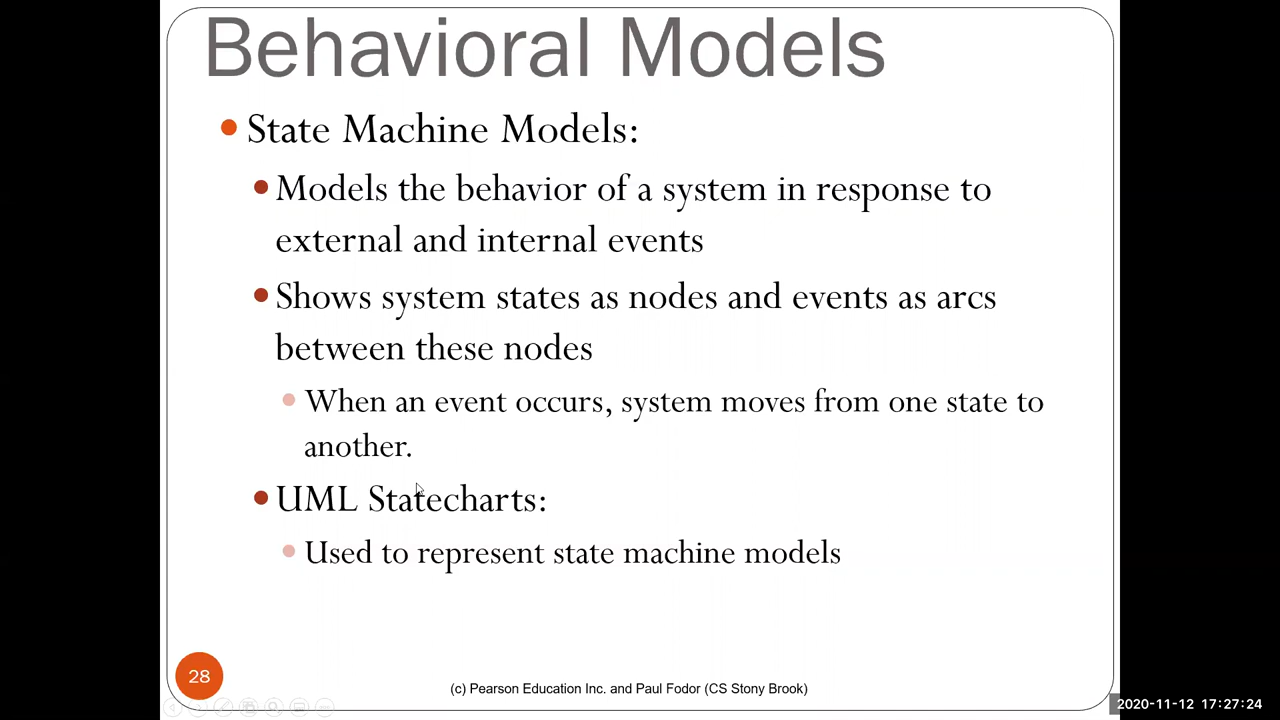 Behavioral Models
State Machine Models:
Models the behavior of a system in response to
external and internal events
Shows system states as nodes and events as arcs
between these nodes
When an event occurs, system moves from one state to
another.
UML Statecharts:
Used to represent state machine models
28
(c) Pearson Education Inc. and Paul Fodor (CS Stony Brook)
2020-11-12 17:27:24